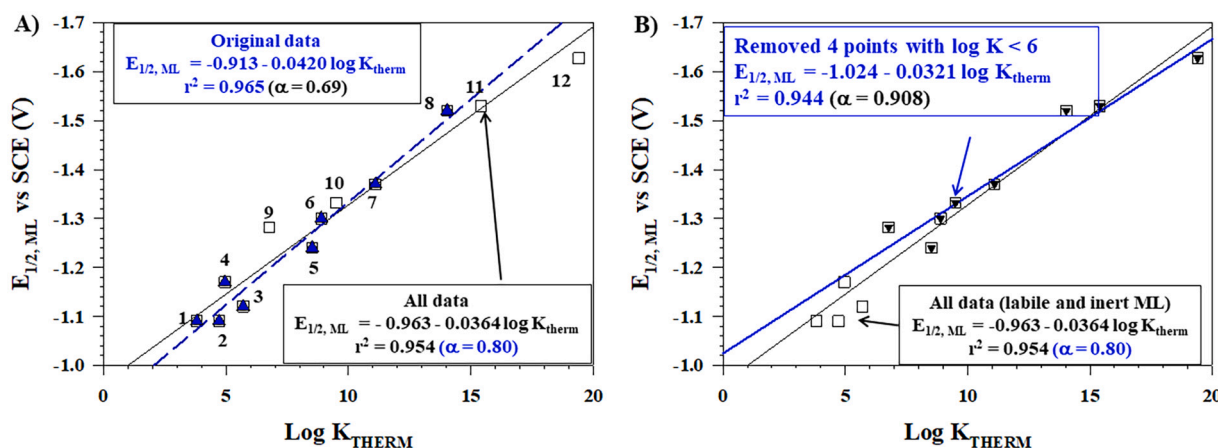 A)
Original data
E1/2, ML = -0.913 - 0.0420 log Ktherm
r² = 0.965 (α = 0.69)
-1.7
-1.6
-1.5
-1.4
-1.3
-1.2
-1.1
-1.0
E1/2, ML vs SCE (V)
1
2
3
4
5
6
7
8
9
10
11
12
All data
E1/2, ML = - 0.963 - 0.0364 log Ktherm
r² = 0.954 (α = 0.80)
5
10
15
20
Log KTHERM
B)
Removed 4 points with log K < 6
E1/2, ML = -1.024 - 0.0321 log Ktherm
r² = 0.944 (α = 0.908)
-1.7
-1.6
-1.5
-1.4
-1.3
-1.2
-1.1
-1.0
E1/2, ML vs SCE (V)
All data (labile and inert ML)
E1/2, ML = -0.963 - 0.0364 log Ktherm
r² = 0.954 (α = 0.80)
0
5
10
15
20
Log KTHERM